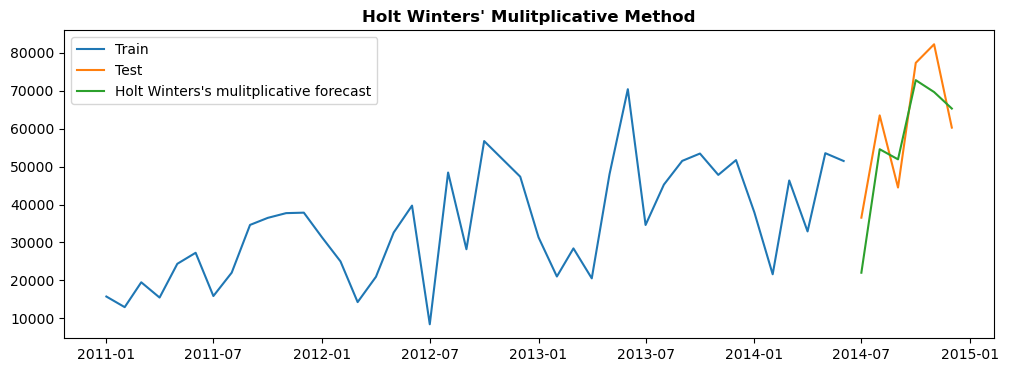 Holt Winters' Mulitplicative Method
Train
Test
Holt Winters's mulitplicative forecast
80000
70000
60000
50000
40000
30000
20000
10000
2011-01 2011-07 2012-01 2012-07 2013-01 2013-07 2014-01 2014-07 2015-01